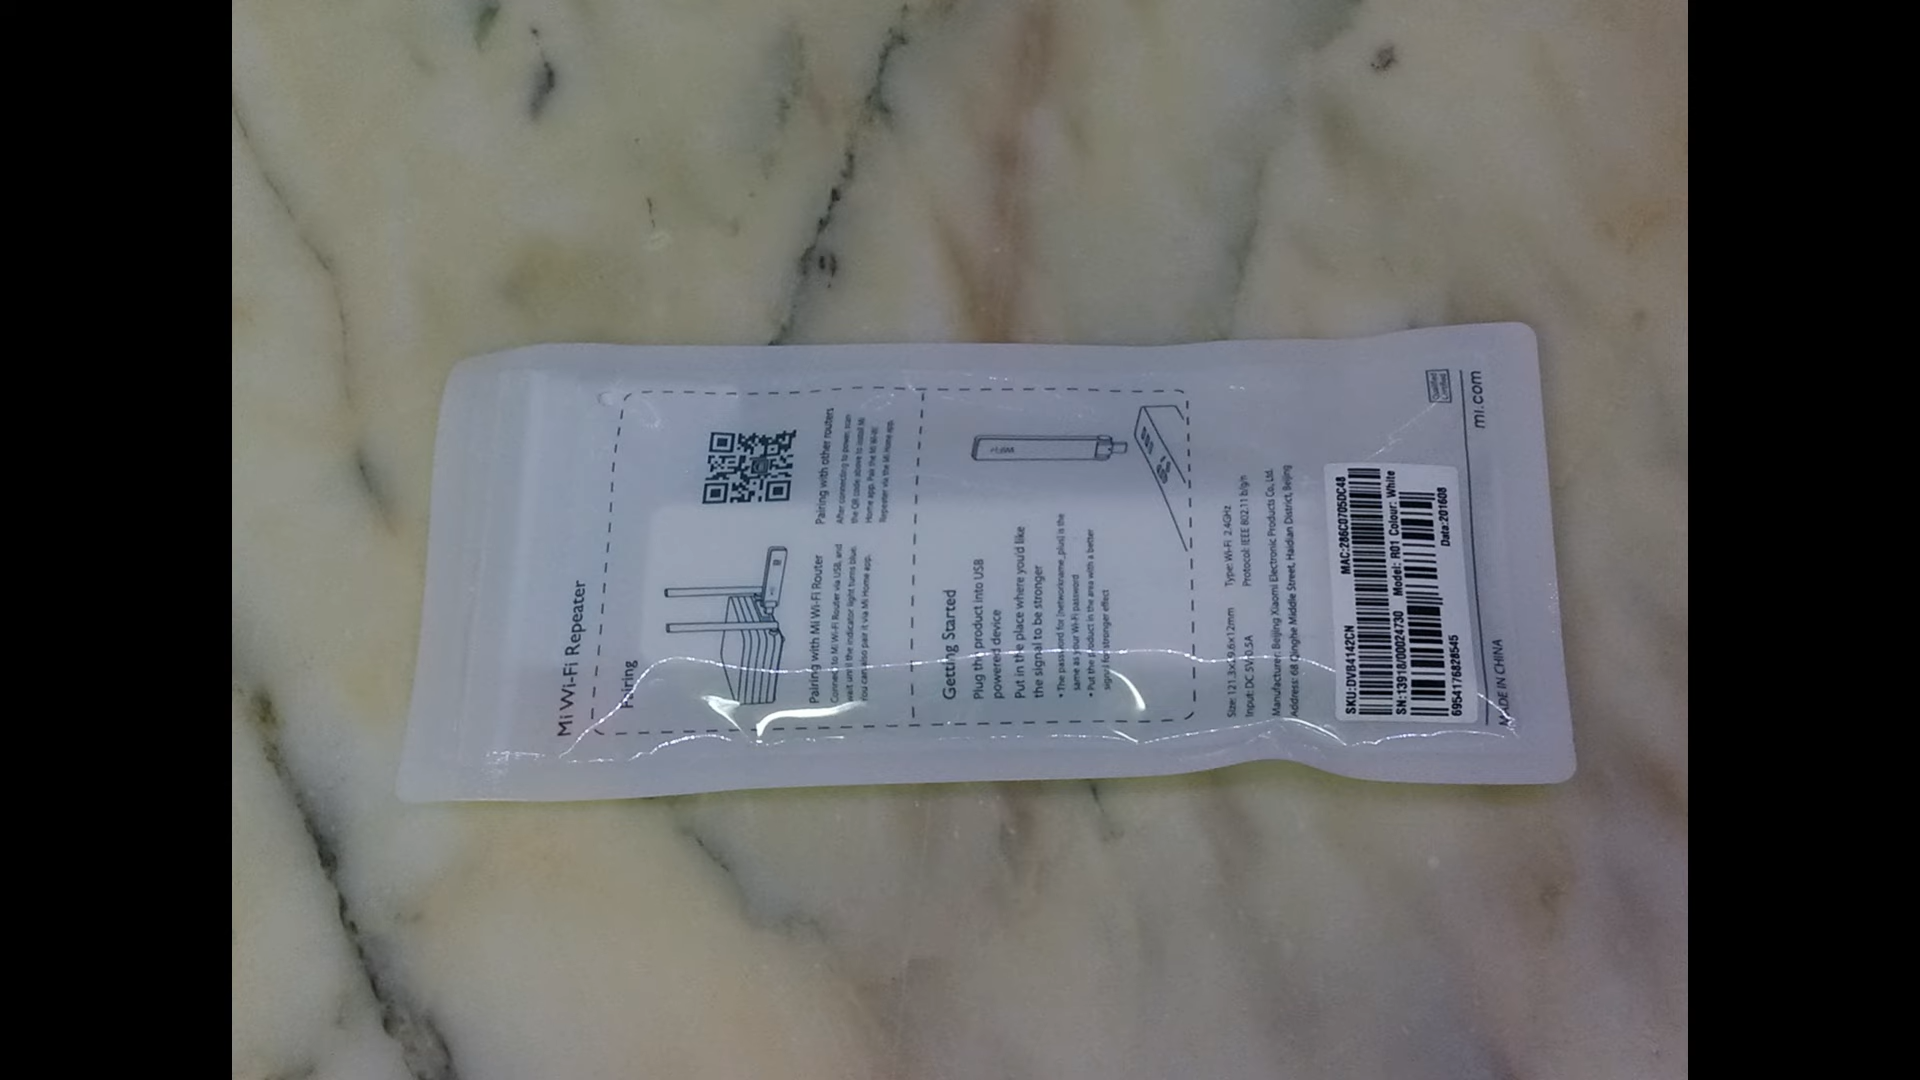 Mi Wi-Fi Repeater
Pairing
Pairing with Mi Wi-Fi Router
Connect to Mi Wi-Fi Router via USB, and
wait until the indicator light turns blue.
You can also pair it via Mi Home app.
Pairing with other routers
After connecting to power, scan
the QR code above to install Mi
Home app. Pair the Mi Wi-Fi
Repeater via the Mi Home app.
Getting Started
Plug the product into USB
powered device
Put in the place where you'd like
the signal to be stronger
• The password for [networkname_plus] is the
same as your Wi-Fi password
• Put the product in the area with a better
signal for stronger effect
Size: 121.3x19.6x12mm Type: Wi-Fi 2.4GHz
Input: DC 5V 0.5A Protocol: IEEE 802.11 b/g/n
Manufacturer: Beijing Xiaomi Electronic Products Co., Ltd.
Address: 68 Qinghe Middle Street, Haidian District, Beijing
SKU:DVB4142CN MAC:286C0705DC48
SN:13918/00024730 Model: R01 Colour: White
6954176828545 Data:201608
MADE IN CHINA mi.com
Qualified
Certified